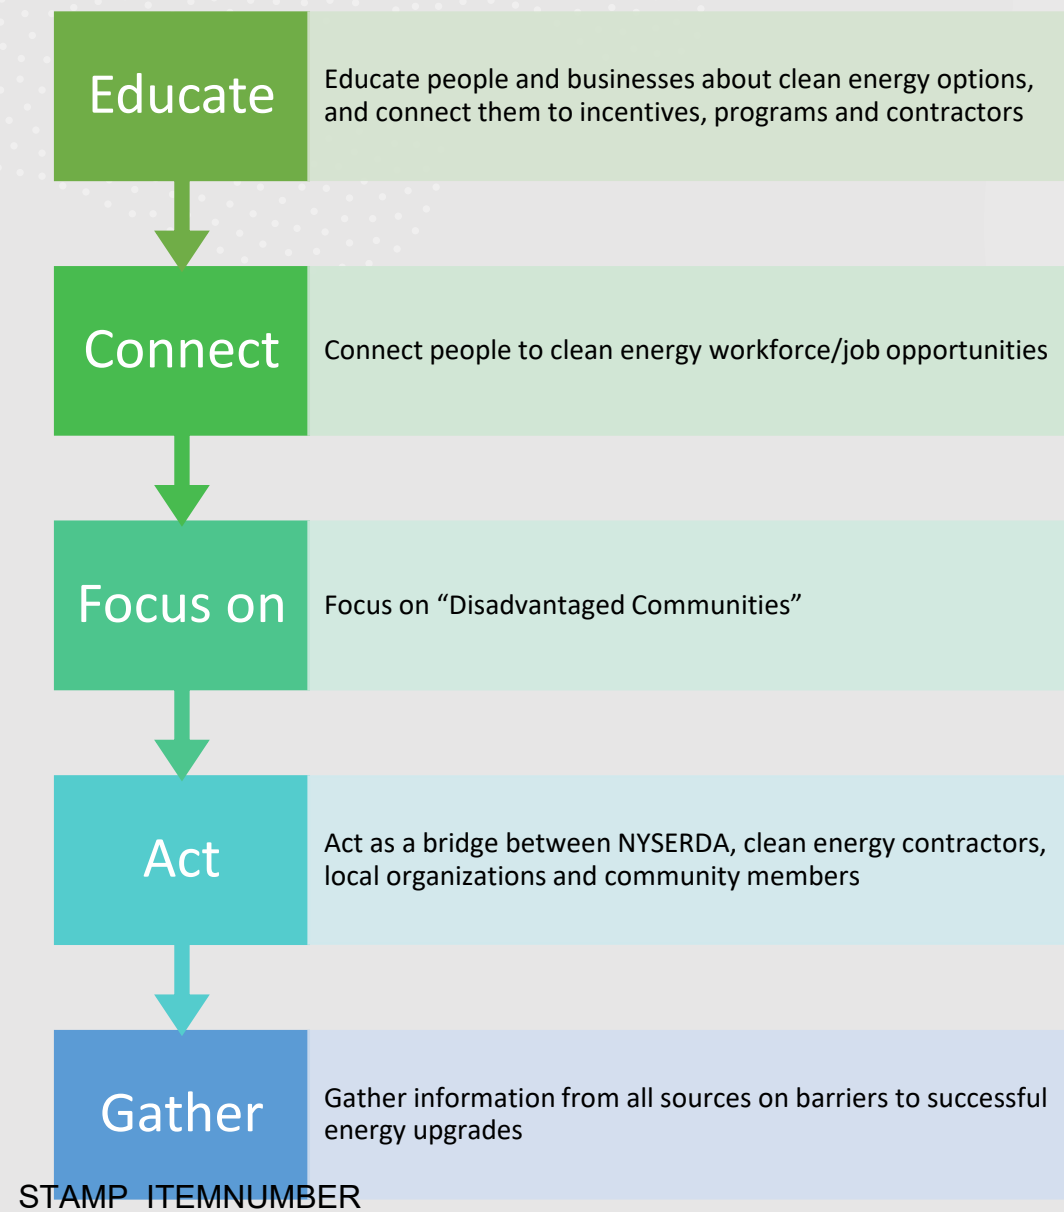 Educate
Educate people and businesses about clean energy options,
and connect them to incentives, programs and contractors
Connect
Connect people to clean energy workforce/job opportunities
Focus on
Focus on “Disadvantaged Communities”
Act
Act as a bridge between NYSERDA, clean energy contractors,
local organizations and community members
Gather
Gather information from all sources on barriers to successful
energy upgrades
STAMP_ITEMNUMBER